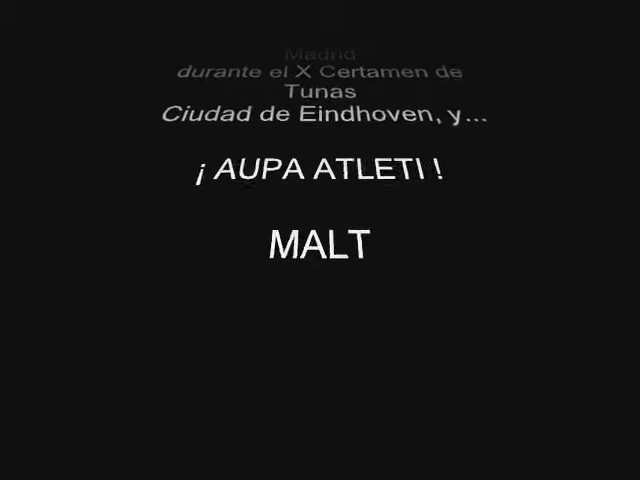 Madrid
durante el X Certamen de
Tunas
Ciudad de Eindhoven, y...
¡ AUPA ATLETI !
MALT